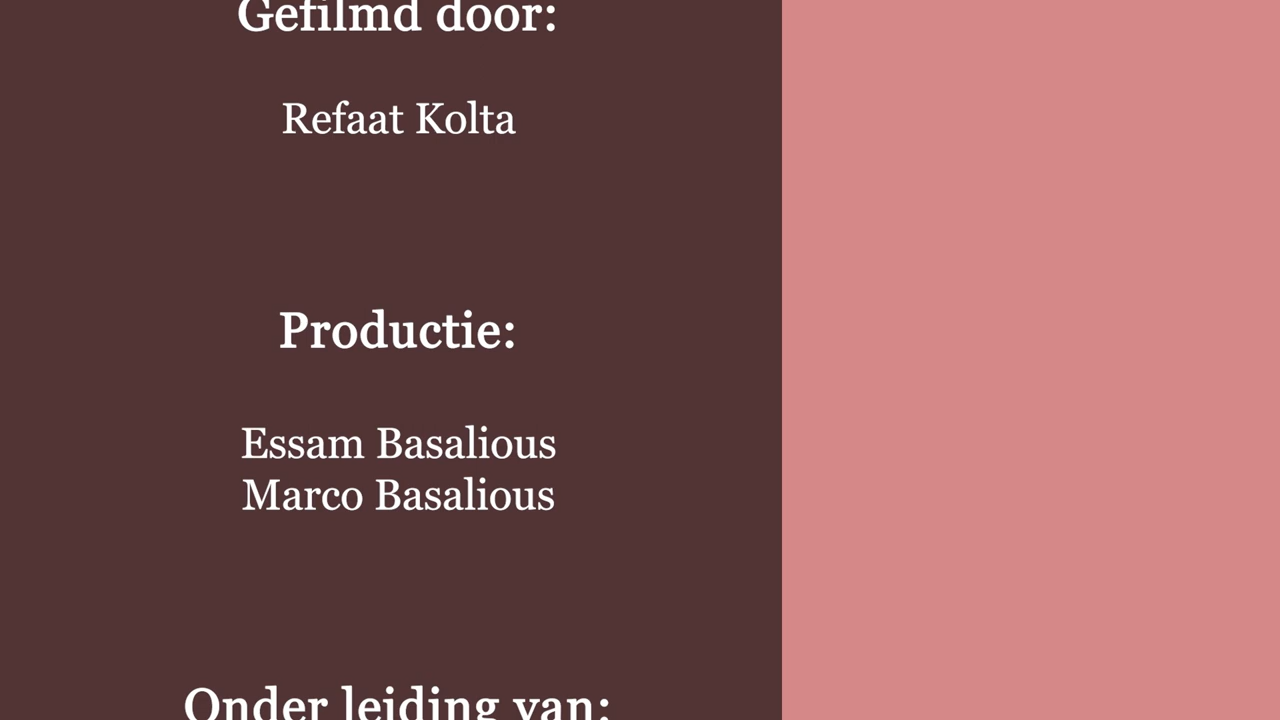 Gefilmd door:
Refaat Kolta
Productie:
Essam Basalious
Marco Basalious
Onder leiding van: